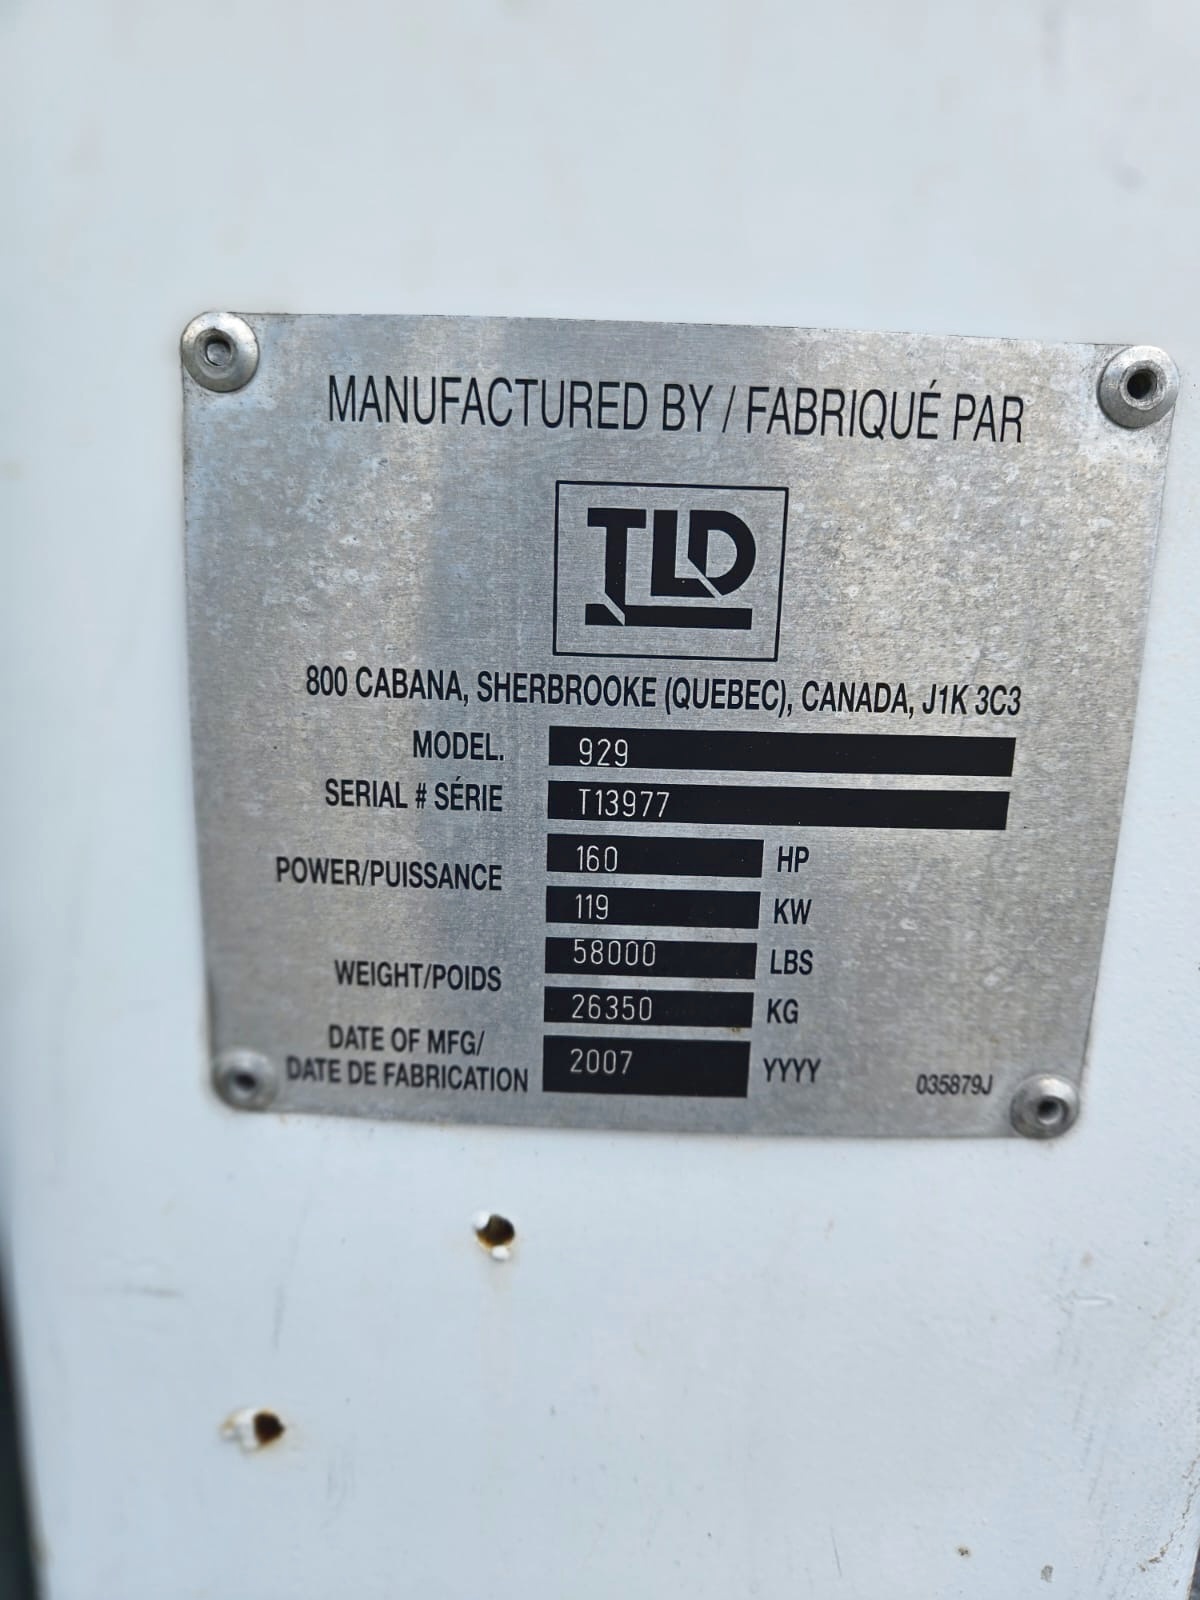 MANUFACTURED BY / FABRIQUÉ PAR
TLD
800 CABANA, SHERBROOKE (QUEBEC), CANADA, J1K 3C3
MODEL. 929
SERIAL # SÉRIE T13977
POWER/PUISSANCE 160 HP
119 KW
WEIGHT/POIDS 58000 LBS
26350 KG
DATE OF MFG/
DATE DE FABRICATION 2007 YYYY
035879J